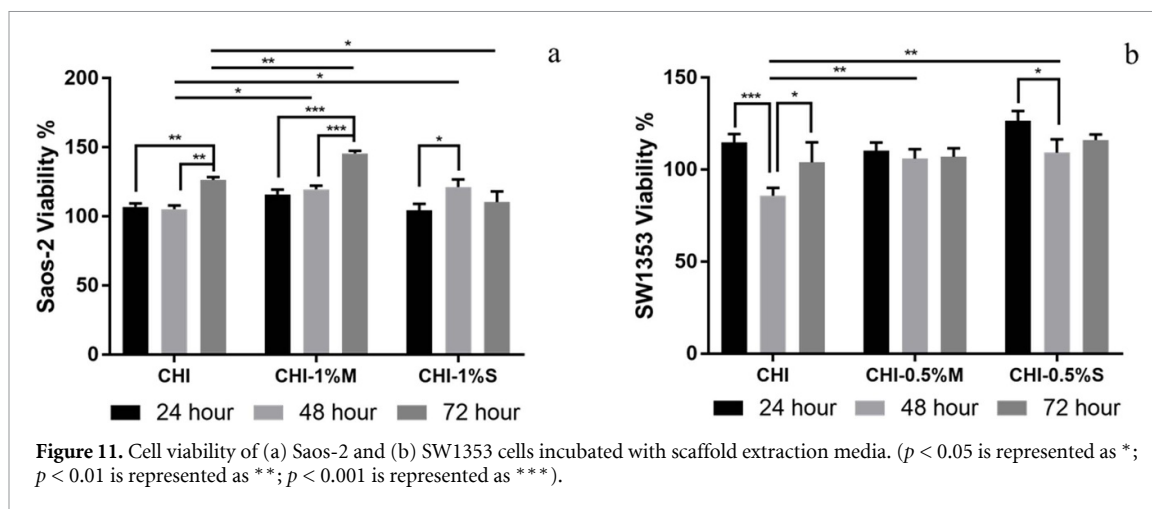 a
*
**
*
*
**
**
***
***
*
200
150
100
50
0
Saos-2 Viability %
CHI
CHI-1%M
CHI-1%S
24 hour
48 hour
72 hour
b
**
**
***
*
*
150
100
50
0
SW1353 Viability %
CHI
CHI-0.5%M
CHI-0.5%S
24 hour
48 hour
72 hour
Figure 11. Cell viability of (a) Saos-2 and (b) SW1353 cells incubated with scaffold extraction media. (p < 0.05 is represented as *;
p < 0.01 is represented as **; p < 0.001 is represented as ***).